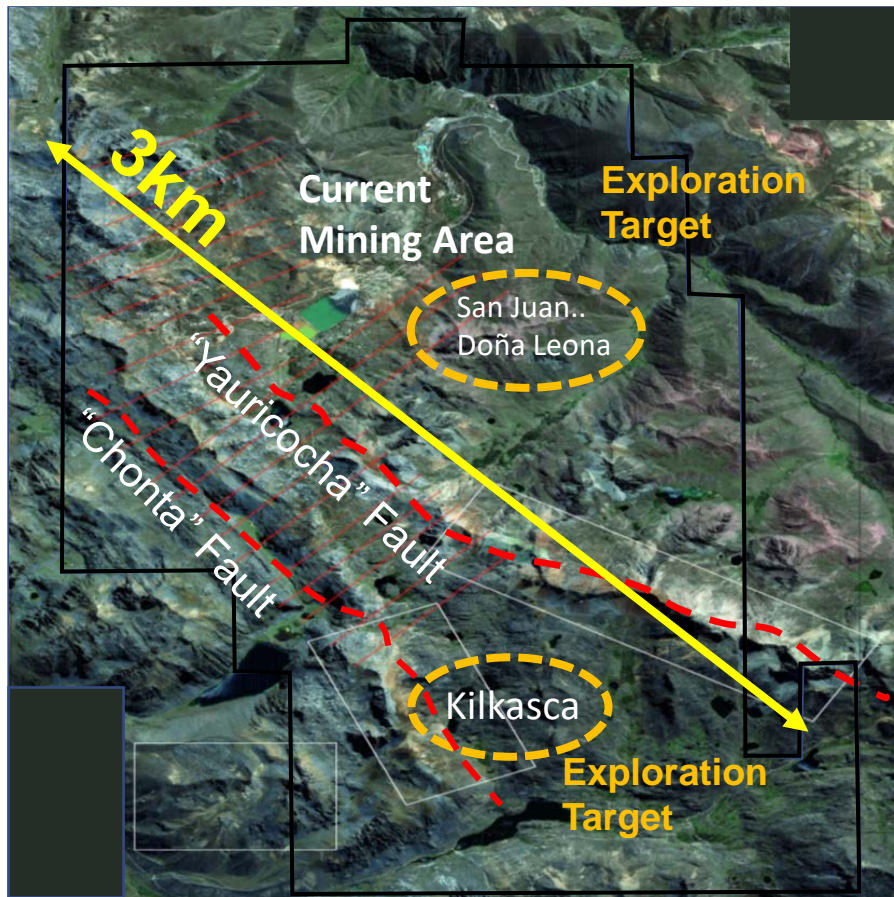 3km
Current
Mining Area
Exploration
Target
San Juan..
Doña Leona
“Yauricocha” Fault
“Chonta” Fault
Kilkasca
Exploration
Target